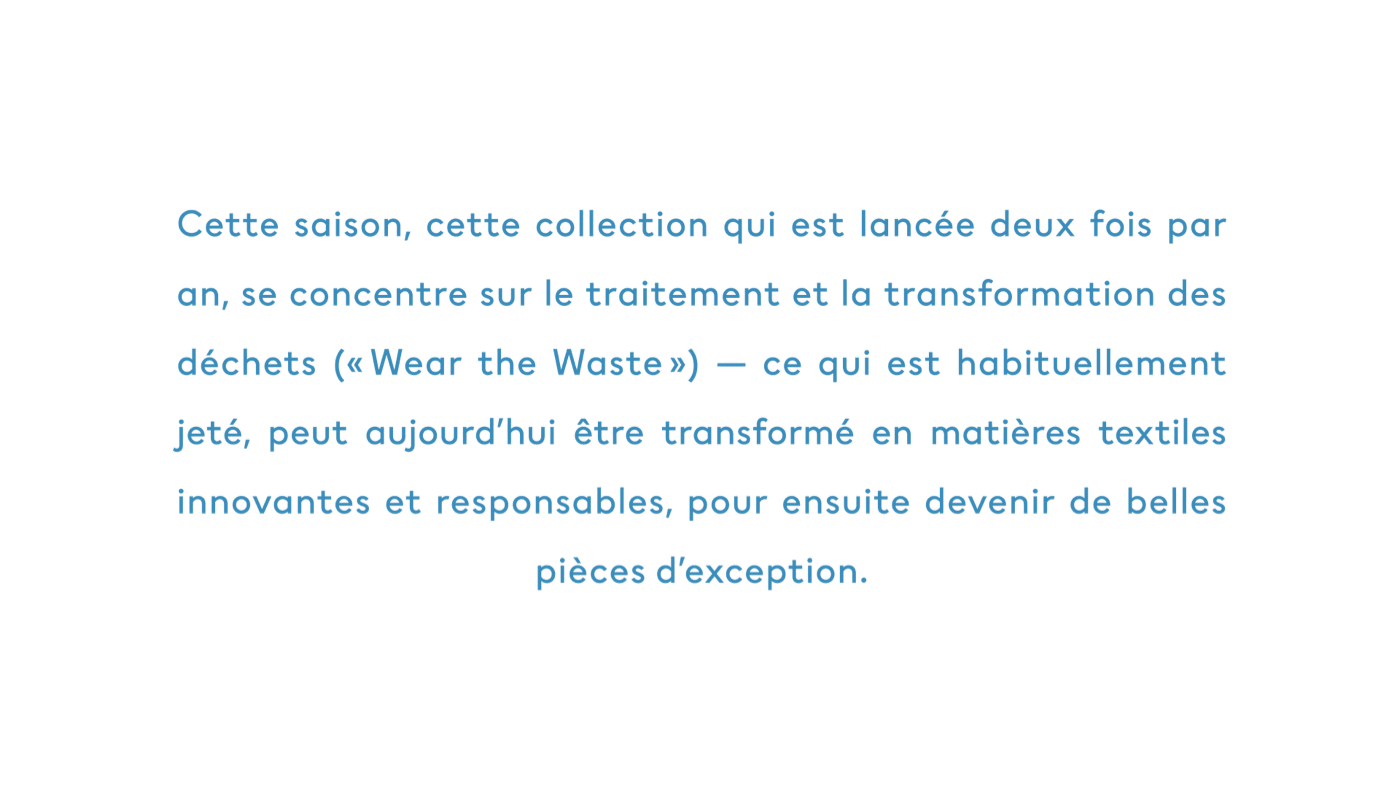 Cette saison, cette collection qui est lancée deux fois par
an, se concentre sur le traitement et la transformation des
déchets (« Wear the Waste ») — ce qui est habituellement
jeté, peut aujourd’hui être transformé en matières textiles
innovantes et responsables, pour ensuite devenir de belles
pièces d’exception.